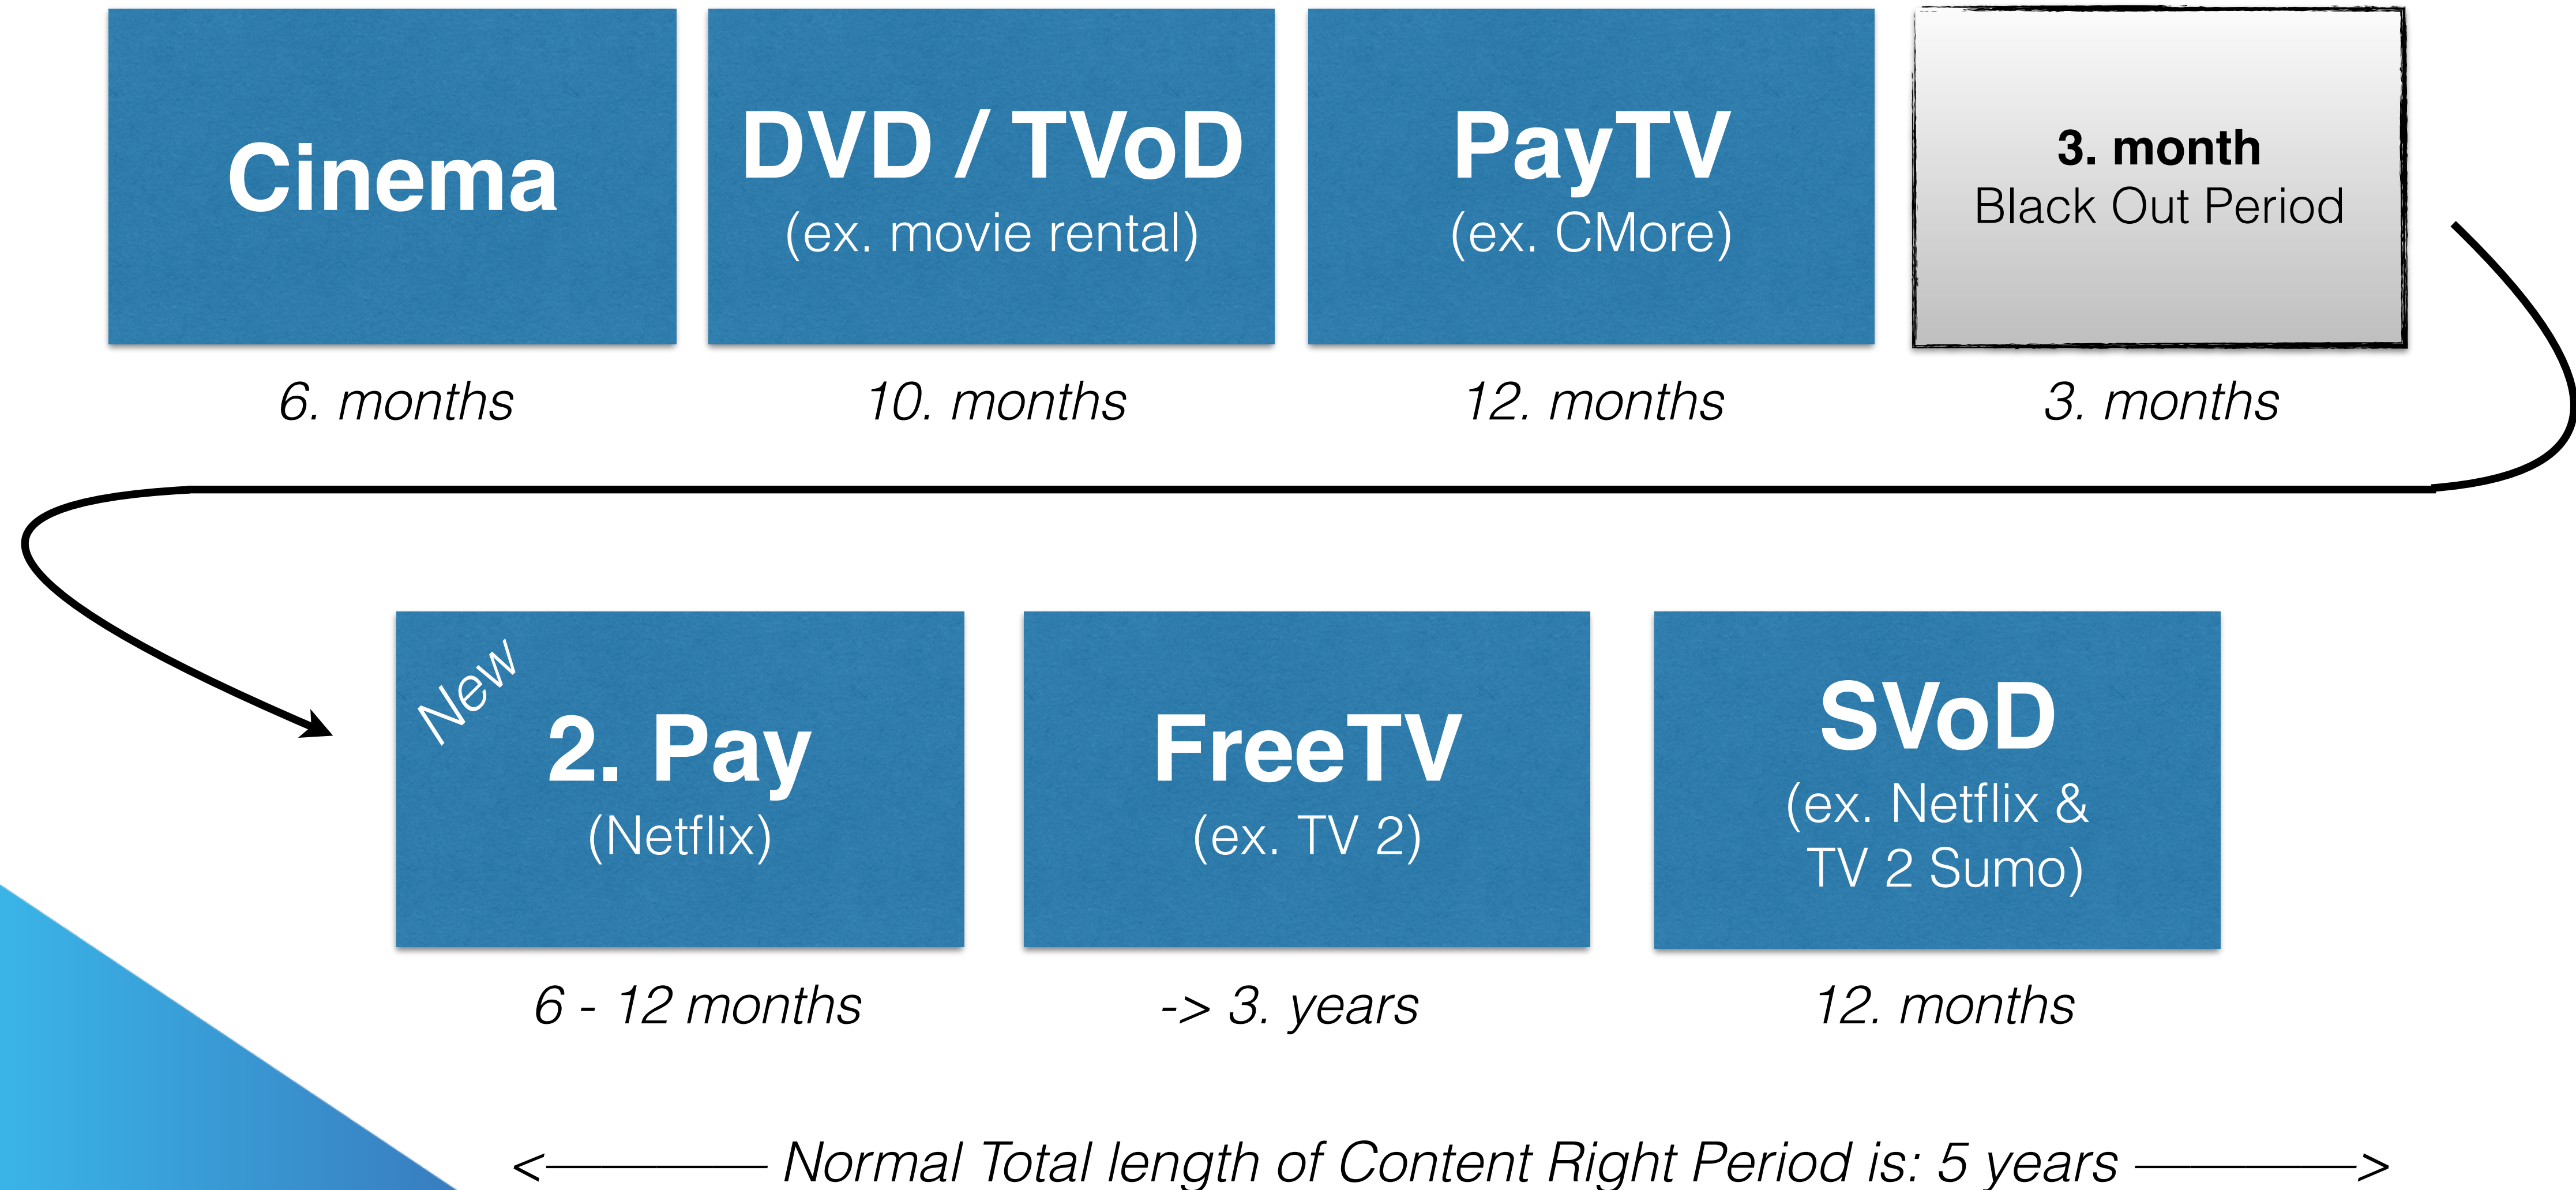 Cinema
6. months
DVD / TVoD
(ex. movie rental)
10. months
PayTV
(ex. CMore)
12. months
3. month
Black Out Period
3. months
New
2. Pay
(Netflix)
6 - 12 months
FreeTV
(ex. TV 2)
-> 3. years
SVoD
(ex. Netflix &
TV 2 Sumo)
12. months
<———— Normal Total length of Content Right Period is: 5 years ————>